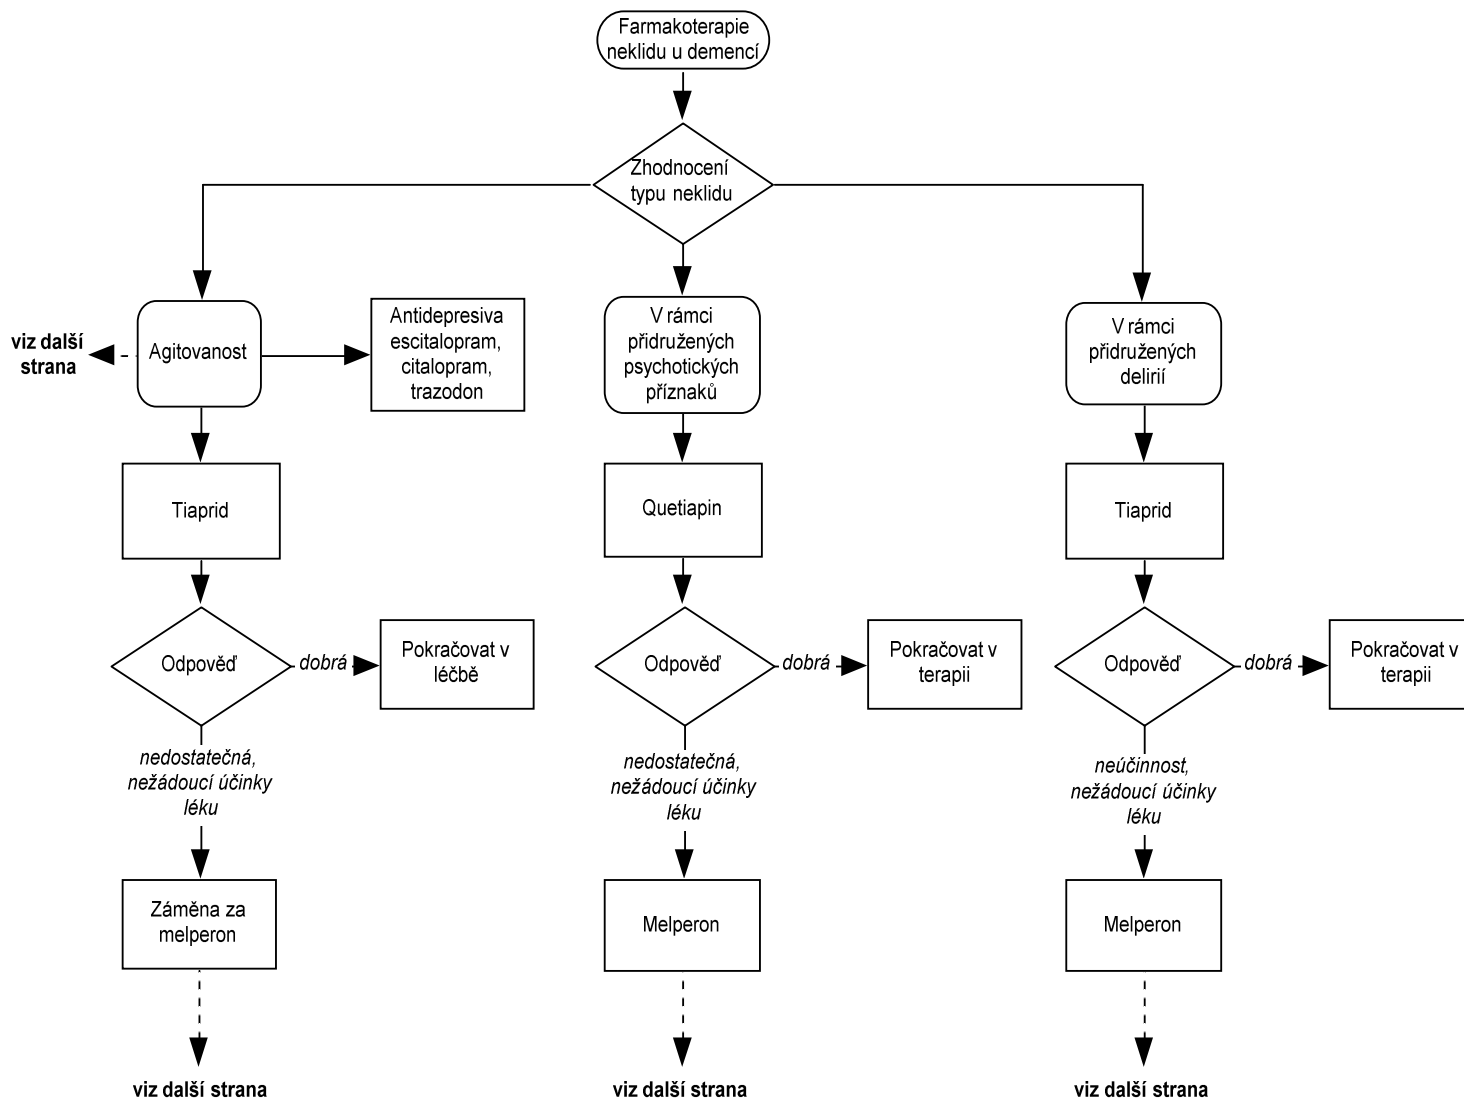 Farmakoterapie
neklidu u demencí
Zhodnocení
typu neklidu
viz další
strana
Agitovanost
Antidepresiva
escitalopram,
citalopram,
trazodon
V rámci
přidružených
psychotických
příznaků
V rámci
přidružených
delirií
Tiaprid
Quetiapin
Tiaprid
Odpověď
dobrá
Pokračovat v
léčbě
Odpověď
dobrá
Pokračovat v
terapii
Odpověď
dobrá
Pokračovat v
terapii
nedostatečná,
nežádoucí účinky
léku
nedostatečná,
nežádoucí účinky
léku
neúčinnost,
nežádoucí účinky
léku
Záměna za
melperon
Melperon
Melperon
viz další strana
viz další strana
viz další strana